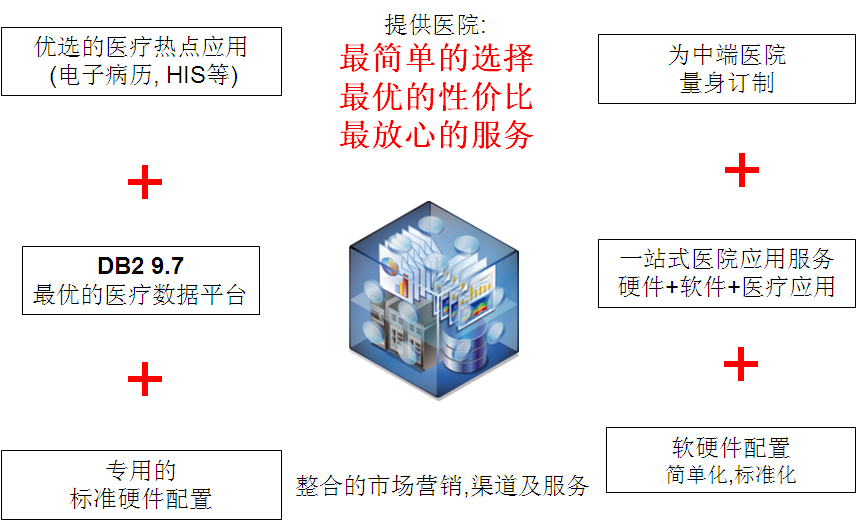 优选的医疗热点应用
(电子病历, HIS等)
+
DB2 9.7
最优的医疗数据平台
+
专用的
标准硬件配置
提供医院:
最简单的选择
最优的性价比
最放心的服务
整合的市场营销,渠道及服务
为中端医院
量身订制
+
一站式医院应用服务
硬件+软件+医疗应用
+
软硬件配置
简单化,标准化